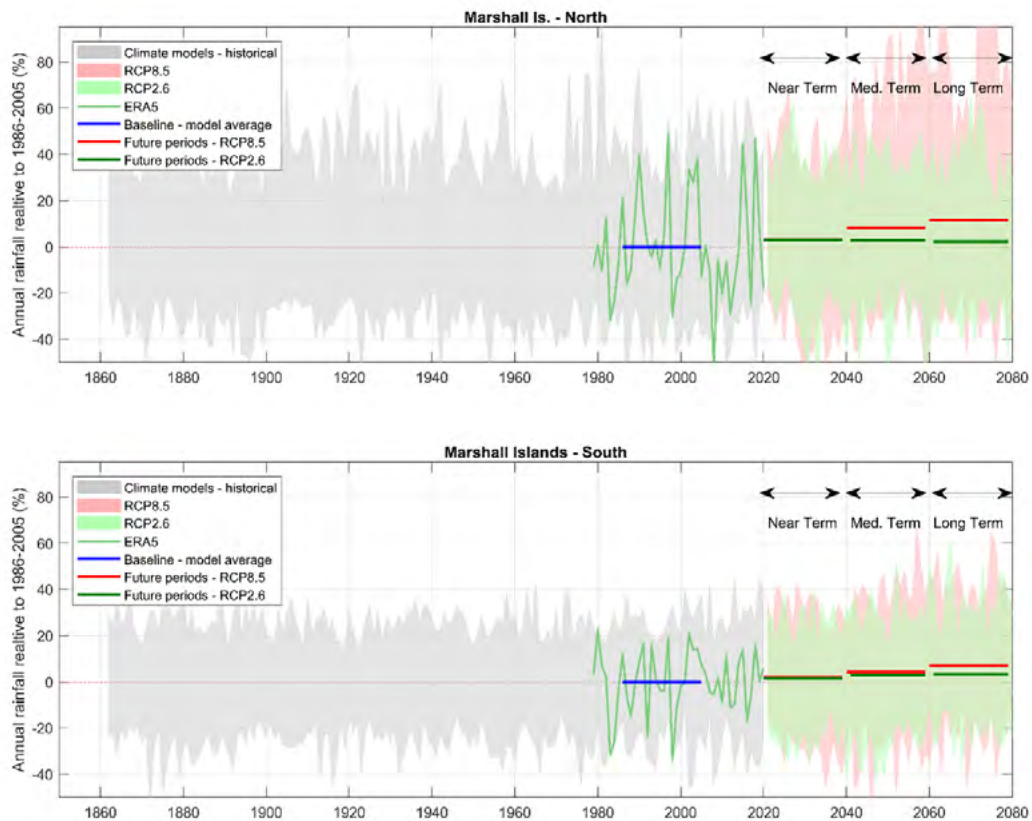 Marshall Is. - North
Annual rainfall realtive to 1986-2005 (%)
80
60
40
20
0
-20
-40
Climate models - historical
RCP8.5
RCP2.6
ERA5
Baseline - model average
Future periods - RCP8.5
Future periods - RCP2.6
Near Term
Med. Term
Long Term
1860 1880 1900 1920 1940 1960 1980 2000 2020 2040 2060 2080
Marshall Islands - South
Annual rainfall realtive to 1986-2005 (%)
80
60
40
20
0
-20
-40
Climate models - historical
RCP8.5
RCP2.6
ERA5
Baseline - model average
Future periods - RCP8.5
Future periods - RCP2.6
Near Term
Med. Term
Long Term
1860 1880 1900 1920 1940 1960 1980 2000 2020 2040 2060 2080